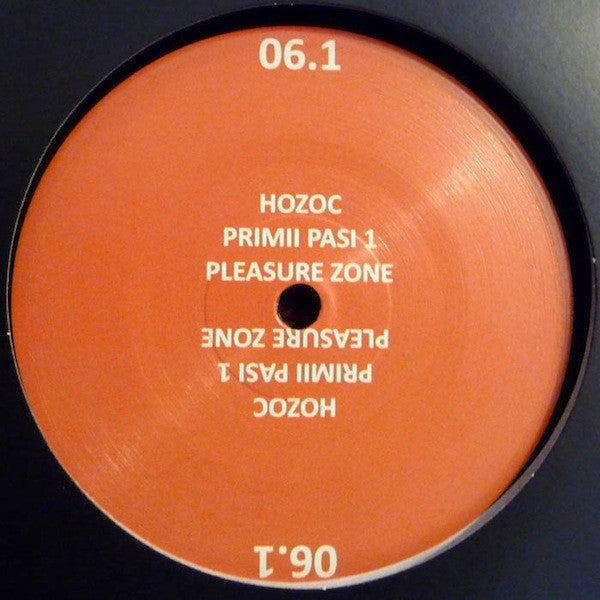 06.1
HOZOC
PRIMII PASI 1
PLEASURE ZONE
PLEASURE ZONE
PRIMII PASI 1
HOZOC
06.1